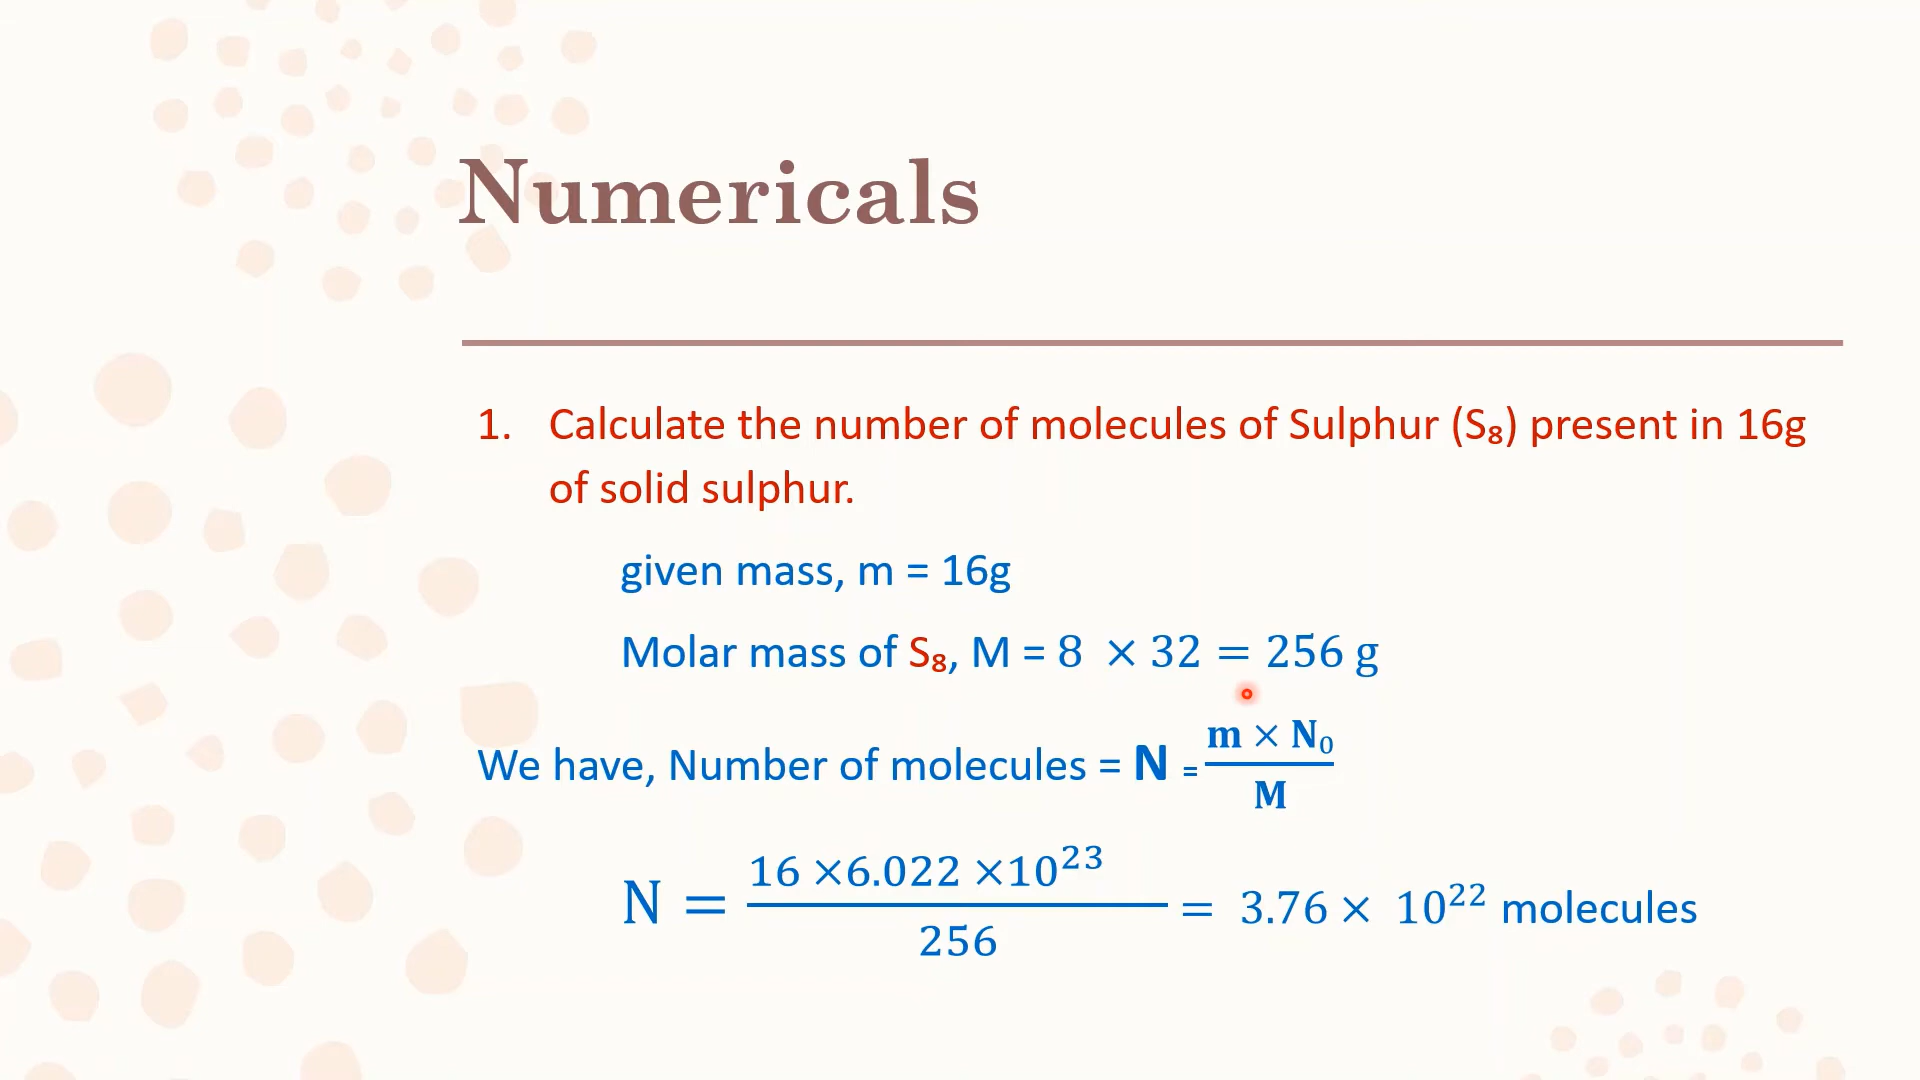 Numericals
1. Calculate the number of molecules of Sulphur (S₈) present in 16g
of solid sulphur.
given mass, m = 16g
Molar mass of S₈, M = 8 × 32 = 256 g
We have, Number of molecules = N = m × N₀ / M
N = 16 ×6.022 ×10²³ / 256 = 3.76 × 10²² molecules